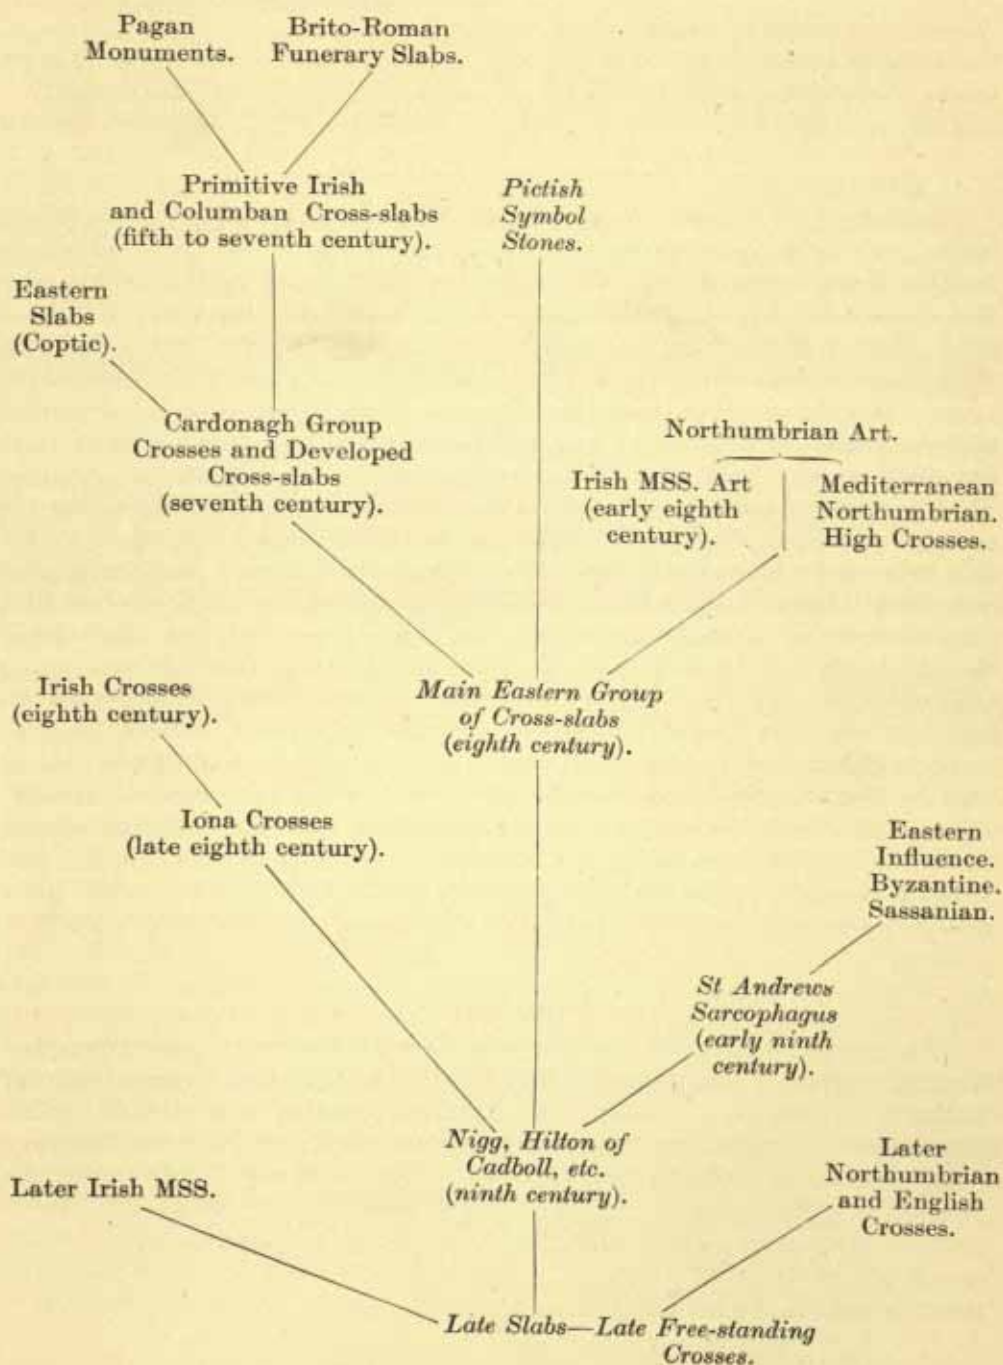 Pagan
Monuments.
Brito-Roman
Funerary Slabs.
Primitive Irish
and Columban Cross-slabs
(fifth to seventh century).
Pictish
Symbol
Stones.
Eastern
Slabs
(Coptic).
Cardonagh Group
Crosses and Developed
Cross-slabs
(seventh century).
Northumbrian Art.
Irish MSS. Art
(early eighth
century).
Mediterranean
Northumbrian.
High Crosses.
Irish Crosses
(eighth century).
Main Eastern Group
of Cross-slabs
(eighth century).
Iona Crosses
(late eighth century).
Eastern
Influence.
Byzantine.
Sassanian.
St Andrews
Sarcophagus
(early ninth
century).
Nigg, Hilton of
Cadboll, etc.
(ninth century).
Later Irish MSS.
Later
Northumbrian
and English
Crosses.
Late Slabs—Late Free-standing
Crosses.